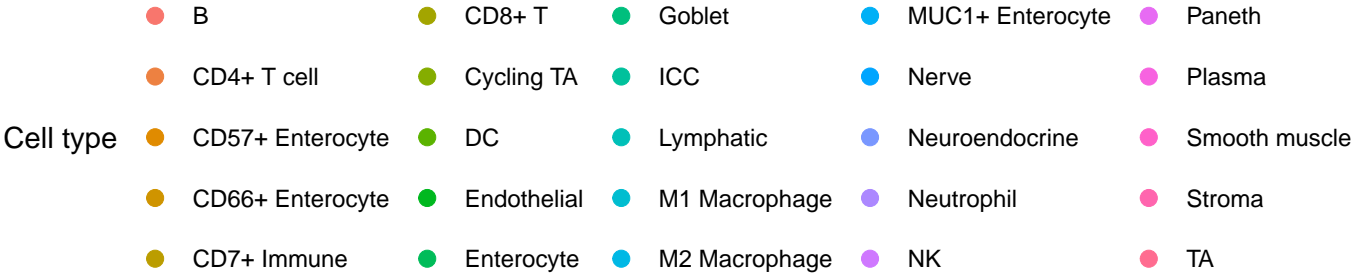 B CD8+ T Goblet MUC1+ Enterocyte Paneth
CD4+ T cell Cycling TA ICC Nerve Plasma
Cell type CD57+ Enterocyte DC Lymphatic Neuroendocrine Smooth muscle
CD66+ Enterocyte Endothelial M1 Macrophage Neutrophil Stroma
CD7+ Immune Enterocyte M2 Macrophage NK TA